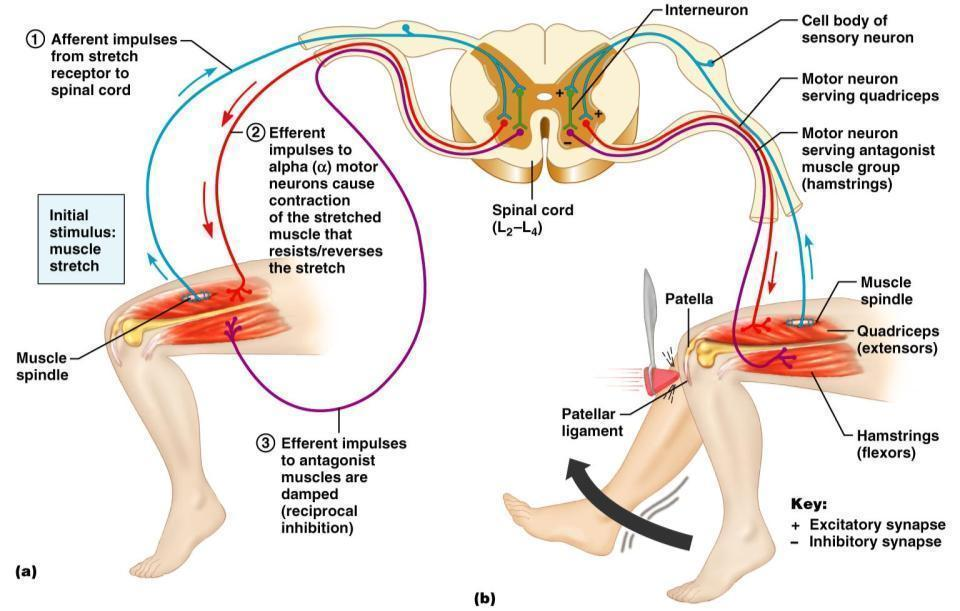 ① Afferent impulses
from stretch
receptor to
spinal cord
② Efferent
impulses to
alpha (α) motor
neurons cause
contraction
of the stretched
muscle that
resists/reverses
the stretch
Initial
stimulus:
muscle
stretch
Muscle
spindle
③ Efferent impulses
to antagonist
muscles are
damped
(reciprocal
inhibition)
(a)
Interneuron
Cell body of
sensory neuron
Motor neuron
serving quadriceps
Motor neuron
serving antagonist
muscle group
(hamstrings)
+
+
–
Spinal cord
(L₂–L₄)
Patella
Muscle
spindle
Quadriceps
(extensors)
Patellar
ligament
Hamstrings
(flexors)
Key:
+ Excitatory synapse
– Inhibitory synapse
(b)